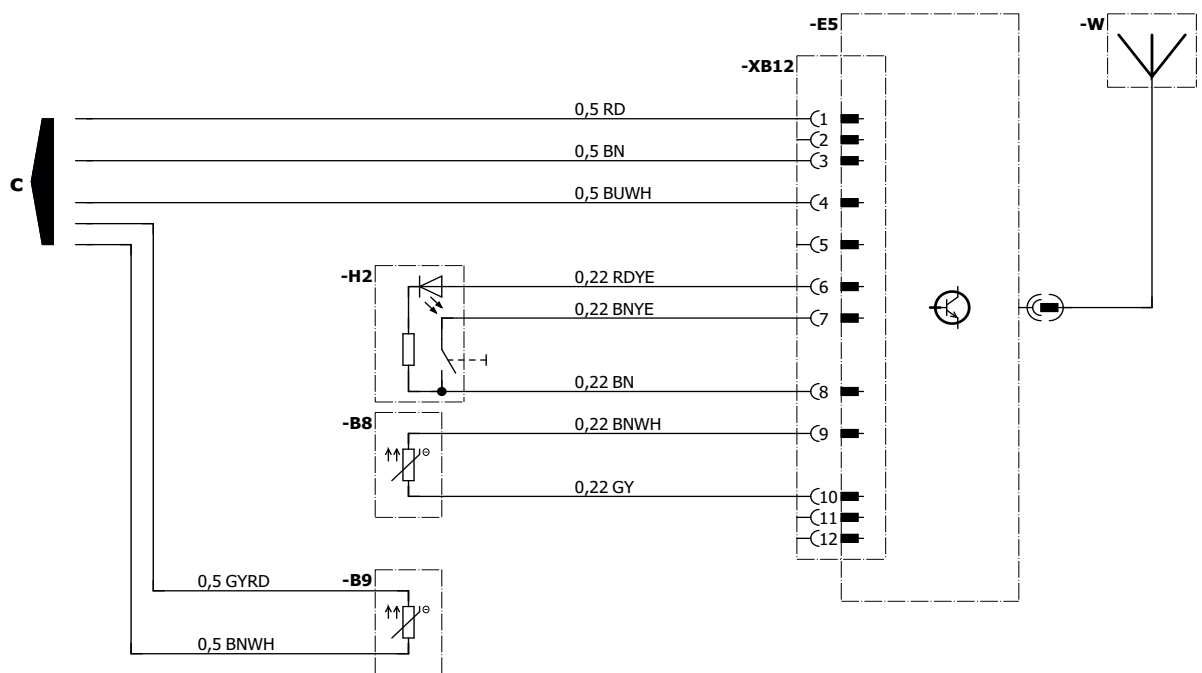 -E5
-W
-XB12
0,5 RD
1
2
0,5 BN
3
C
0,5 BUWH
4
5
-H2
0,22 RDYE
6
0,22 BNYE
7
0,22 BN
8
-B8
0,22 BNWH
9
0,22 GY
10
11
12
0,5 GYRD
-B9
0,5 BNWH